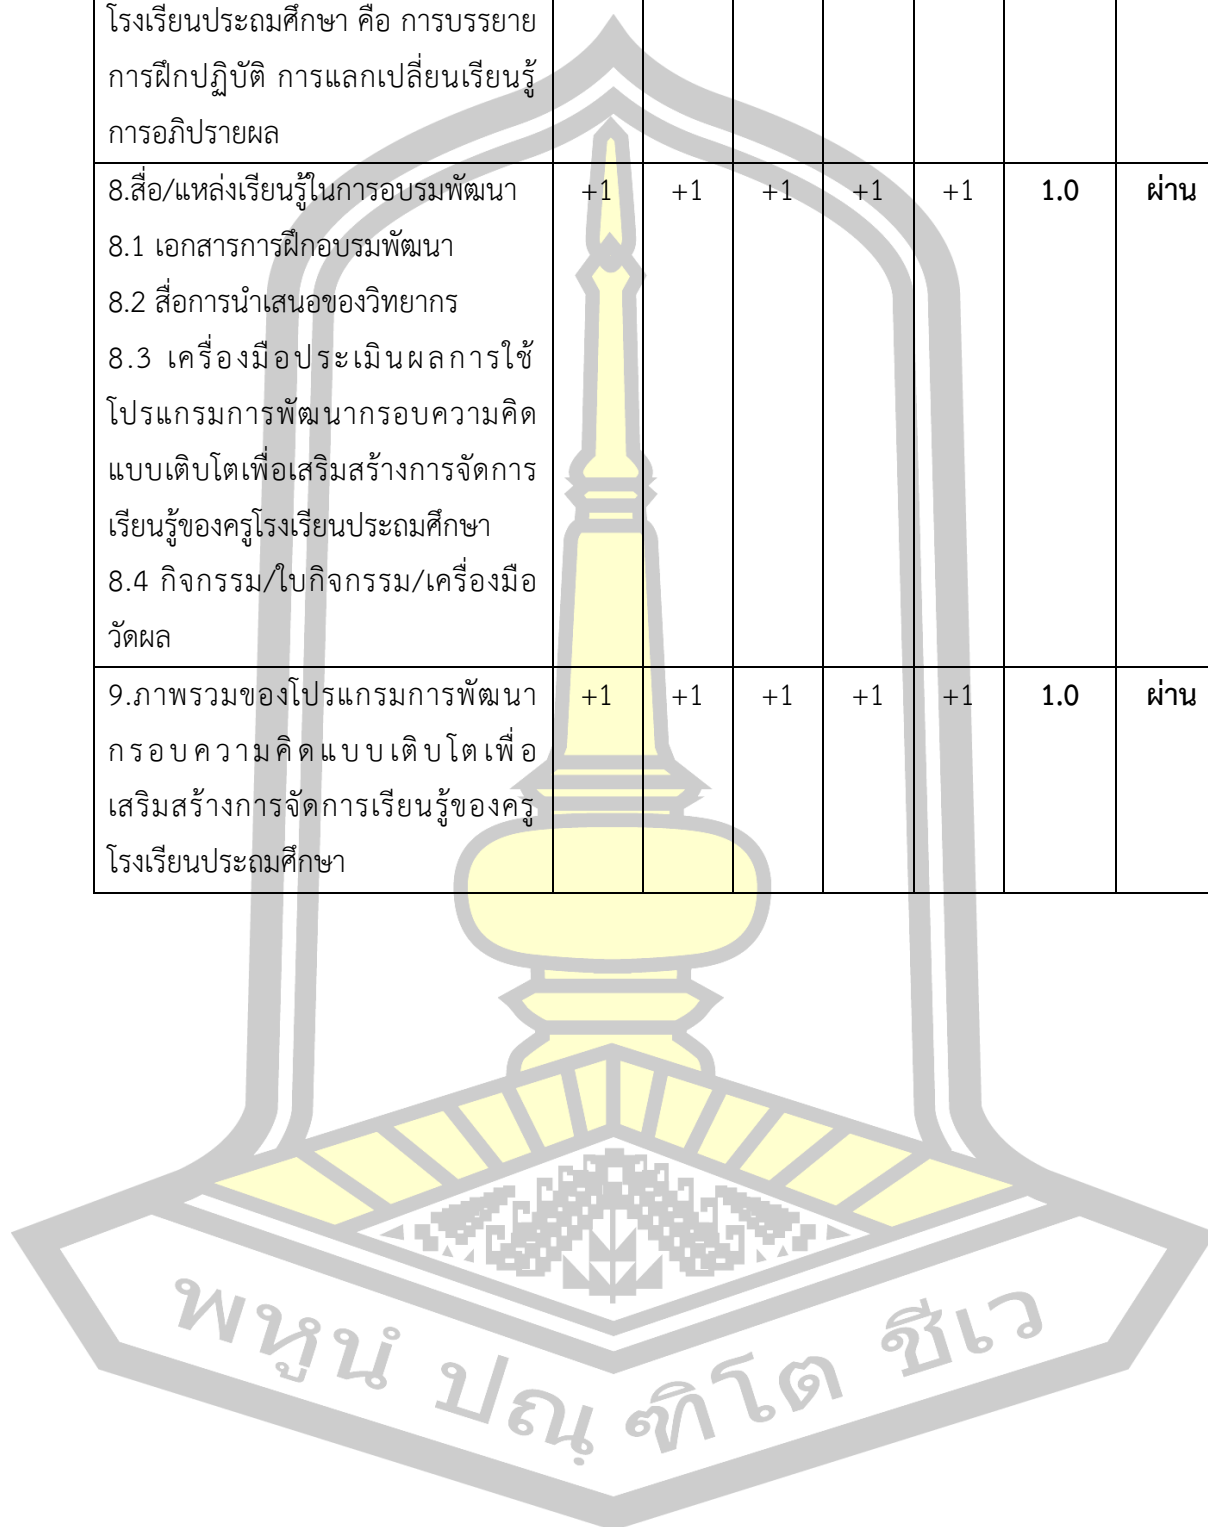 โรงเรียนประถมศึกษา คือ การบรรยาย
การฝึกปฏิบัติ การแลกเปลี่ยนเรียนรู้
การอภิปรายผล
8.สื่อ/แหล่งเรียนรู้ในการอบรมพัฒนา +1 +1 +1 +1 +1 1.0 ผ่าน
8.1 เอกสารการฝึกอบรมพัฒนา
8.2 สื่อการนำเสนอของวิทยากร
8.3 เครื่องมือประเมินผลการใช้
โปรแกรมการพัฒนากรอบความคิด
แบบเติบโตเพื่อเสริมสร้างการจัดการ
เรียนรู้ของครูโรงเรียนประถมศึกษา
8.4 กิจกรรม/ใบกิจกรรม/เครื่องมือ
วัดผล
9.ภาพรวมของโปรแกรมการพัฒนา +1 +1 +1 +1 +1 1.0 ผ่าน
กรอบความคิดแบบเติบโตเพื่อ
เสริมสร้างการจัดการเรียนรู้ของครู
โรงเรียนประถมศึกษา
พหูนํ ปณฺฑิโต ชีเว